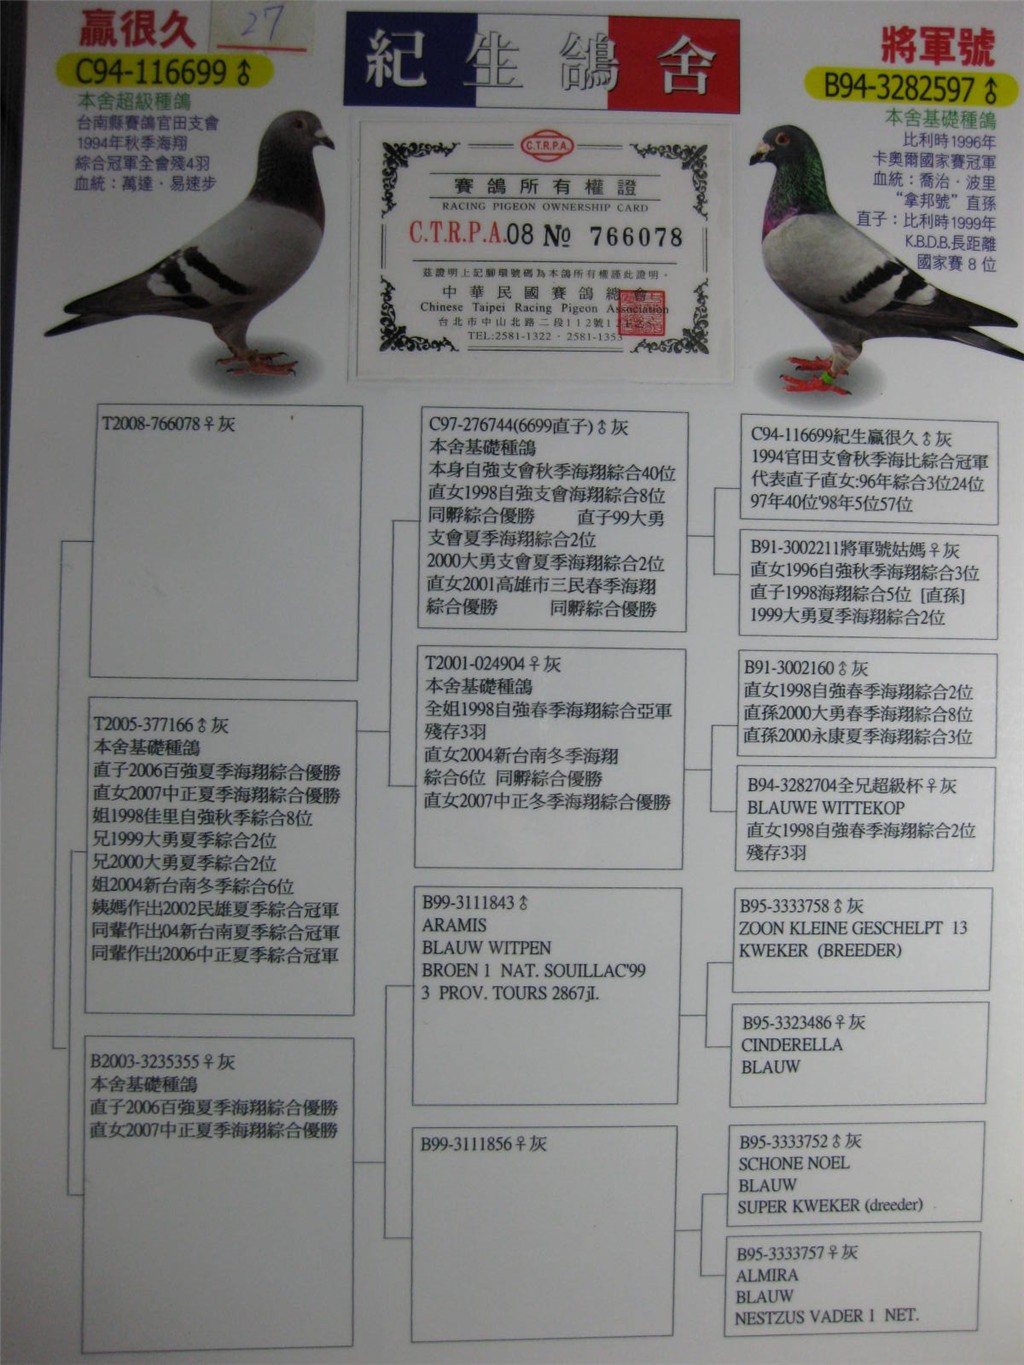 贏很久
27
C94-116699♂
本舍超級種鴿
台南縣賽鴿官田支會
1994年秋季海翔
綜合冠軍全會殘4羽
血統：萬達．易速步
紀生鴿舍
將軍號
B94-3282597♂
本舍基礎種鴿
比利時1996年
卡奧爾國家賽冠軍
血統：喬治．波里
“拿邦號”直孫
直子：比利時1999年
K.B.D.B.長距離
國家賽8位
C.T.R.P.A.
賽鴿所有權證
RACING PIGEON OWNERSHIP CARD
C.T.R.P.A.08 № 766078
茲證明上記腳環號碼為本鴿所有權謹此證明。
中華民國賽鴿總會
Chinese Taipei Racing Pigeon Association
台北市中山北路二段112號
TEL:2581-1322．2581-1353
T2008-766078♀灰
T2005-377166♂灰
本舍基礎種鴿
直子2006百強夏季海翔綜合優勝
直女2007中正夏季海翔綜合優勝
姐1998佳里自強秋季綜合8位
兄1999大勇夏季綜合2位
兄2000大勇夏季綜合2位
姐2004新台南冬季綜合6位
姨媽作出2002民雄夏季綜合冠軍
同輩作出04新台南夏季綜合冠軍
同輩作出2006中正夏季綜合冠軍
B2003-3235355♀灰
本舍基礎種鴿
直子2006百強夏季海翔綜合優勝
直女2007中正夏季海翔綜合優勝
C97-276744(6699直子)♂灰
本舍基礎種鴿
本身自強支會秋季海翔綜合40位
直女1998自強支會海翔綜合8位
同孵綜合優勝 直子99大勇
支會夏季海翔綜合2位
2000大勇支會夏季海翔綜合2位
直女2001高雄市三民春季海翔
綜合優勝 同孵綜合優勝
T2001-024904♀灰
本舍基礎種鴿
全姐1998自強春季海翔綜合亞軍
殘存3羽
直女2004新台南冬季海翔
綜合6位 同孵綜合優勝
直女2007中正冬季海翔綜合優勝
B99-3111843♂
ARAMIS
BLAUW WITPEN
BROEN 1 NAT. SOUILLAC'99
3 PROV. TOURS 2867jl.
B99-3111856♀灰
C94-116699紀生贏很久♂灰
1994官田支會秋季海比綜合冠軍
代表直子直女:96年綜合3位24位
97年40位'98年5位57位
B91-3002211將軍號姑媽♀灰
直女1996自強秋季海翔綜合3位
直子1998海翔綜合5位 [直孫]
1999大勇夏季海翔綜合2位
B91-3002160♂灰
直女1998自強春季海翔綜合2位
直孫2000大勇春季海翔綜合8位
直孫2000永康夏季海翔綜合3位
B94-3282704全兄超級杯♀灰
BLAUWE WITTEKOP
直女1998自強春季海翔綜合2位
殘存3羽
B95-3333758♂灰
ZOON KLEINE GESCHELPT 13
KWEKER (BREEDER)
B95-3323486♀灰
CINDERELLA
BLAUW
B95-3333752♂灰
SCHONE NOEL
BLAUW
SUPER KWEKER (dreeder)
B95-3333757♀灰
ALMIRA
BLAUW
NESTZUS VADER 1 NET.